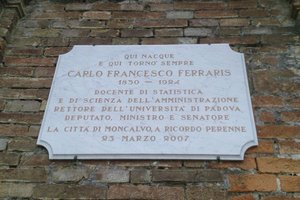 QUI NACQUE
E QUI TORNO' SEMPRE
CARLO FRANCESCO FERRARIS
1850 - 1924
DOCENTE DI STATISTICA
E DI SCIENZA DELL'AMMINISTRAZIONE
RETTORE DELL'UNIVERSITÀ DI PADOVA
DEPUTATO, MINISTRO E SENATORE
LA CITTÀ DI MONCALVO, A RICORDO PERENNE
23 MARZO 2007